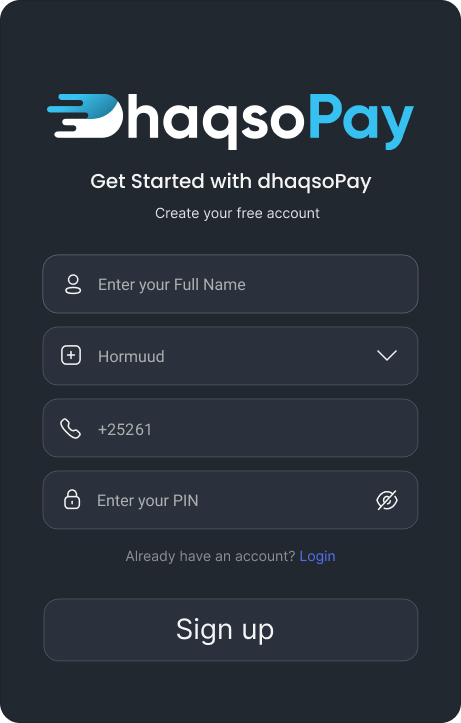 DhaqsoPay
Get Started with dhaqsoPay
Create your free account
Enter your Full Name
Hormuud
+25261
Enter your PIN
Already have an account? Login
Sign up